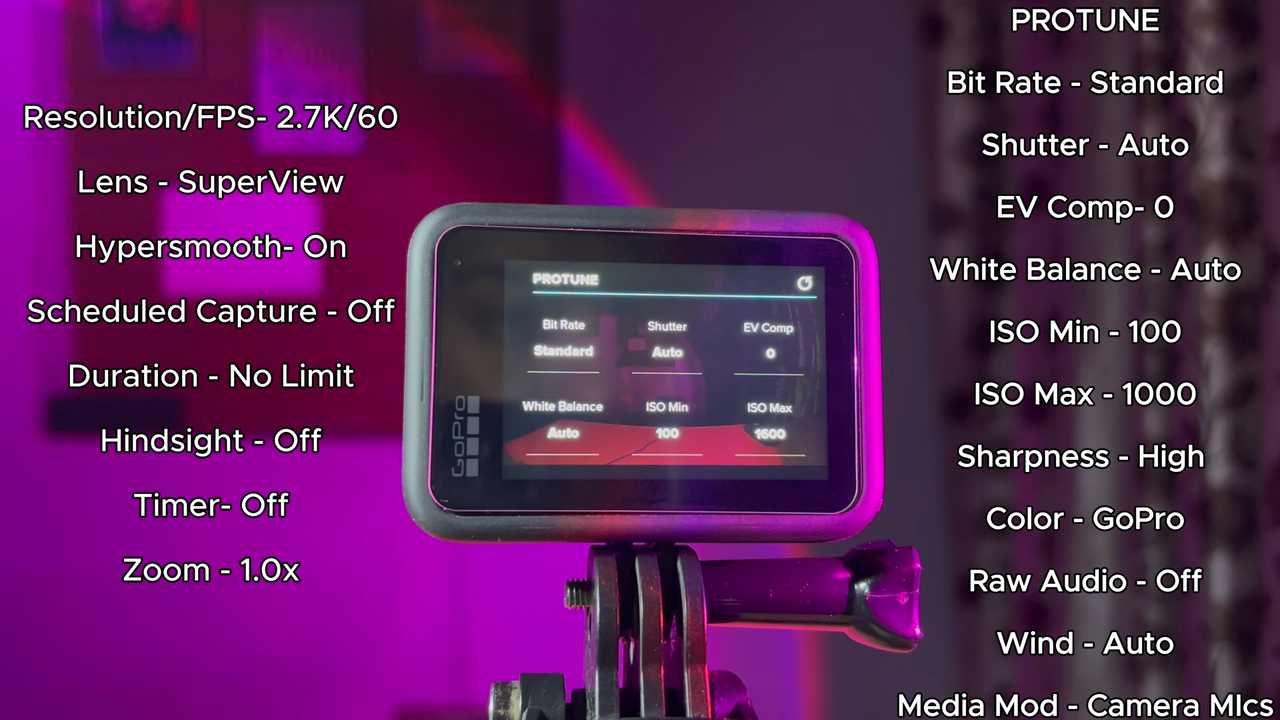 Resolution/FPS- 2.7K/60
Lens - SuperView
Hypersmooth- On
Scheduled Capture - Off
Duration - No Limit
Hindsight - Off
Timer- Off
Zoom - 1.0x
PROTUNE
Bit Rate
Shutter
EV Comp
Standard
Auto
0
White Balance
ISO Min
ISO Max
Auto
100
1600
GoPro
PROTUNE
Bit Rate - Standard
Shutter - Auto
EV Comp- 0
White Balance - Auto
ISO Min - 100
ISO Max - 1000
Sharpness - High
Color - GoPro
Raw Audio - Off
Wind - Auto
Media Mod - Camera MIcs